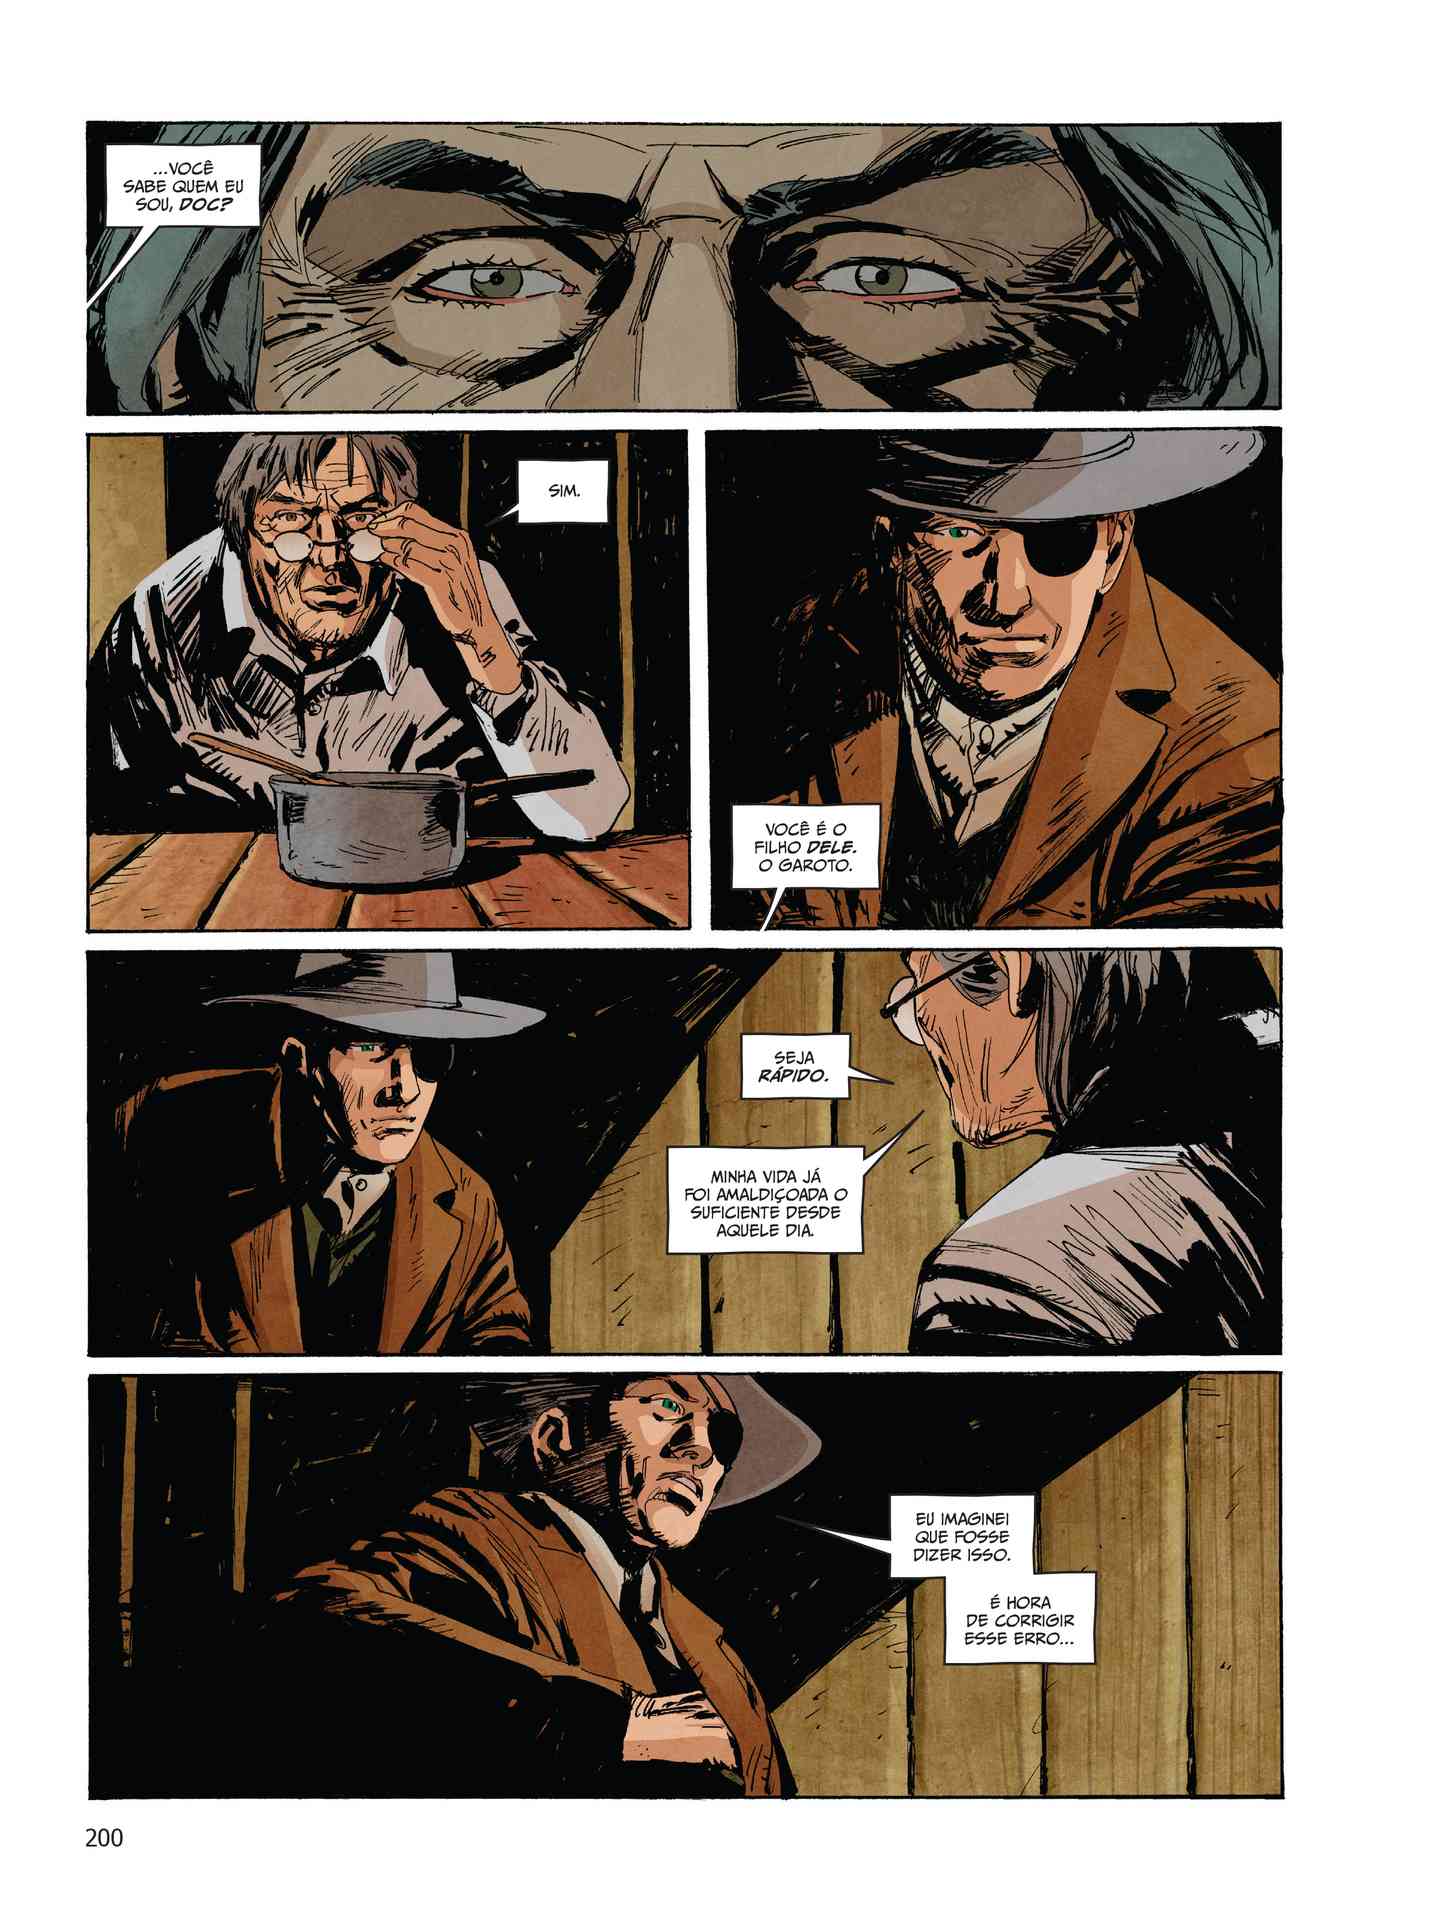 ...VOCÊ
SABE QUEM EU
SOU, DOC?
SIM.
VOCÊ É O
FILHO DELE.
O GAROTO.
SEJA
RÁPIDO.
MINHA VIDA JÁ
FOI AMALDIÇOADA O
SUFICIENTE DESDE
AQUELE DIA.
EU IMAGINEI
QUE FOSSE
DIZER ISSO.
É HORA
DE CORRIGIR
ESSE ERRO...
200